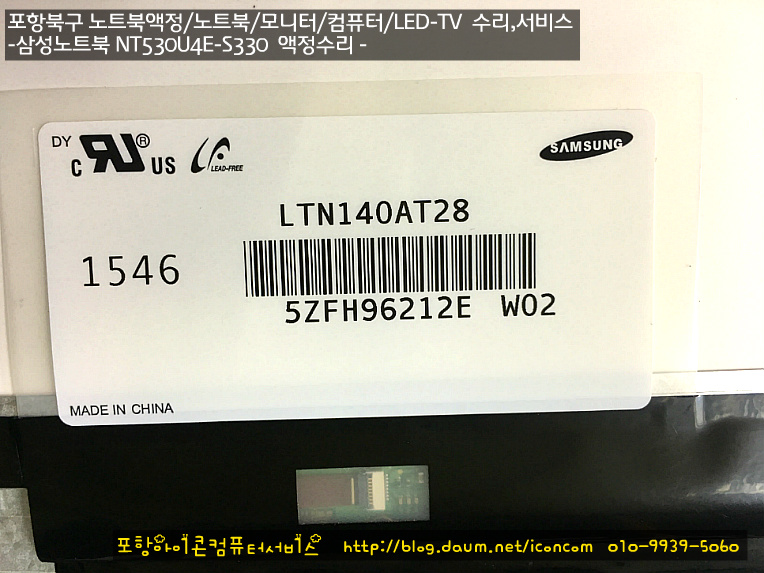 포항북구 노트북액정/노트북/모니터/컴퓨터/LED-TV 수리,서비스
-삼성노트북 NT530U4E-S330 액정수리 -
DY
C RU® US
LEAD-FREE
SAMSUNG
LTN140AT28
1546
5ZFH96212E W02
MADE IN CHINA
포항아이콘컴퓨터서비스 http://blog.daum.net/iconcom 010-9939-5060